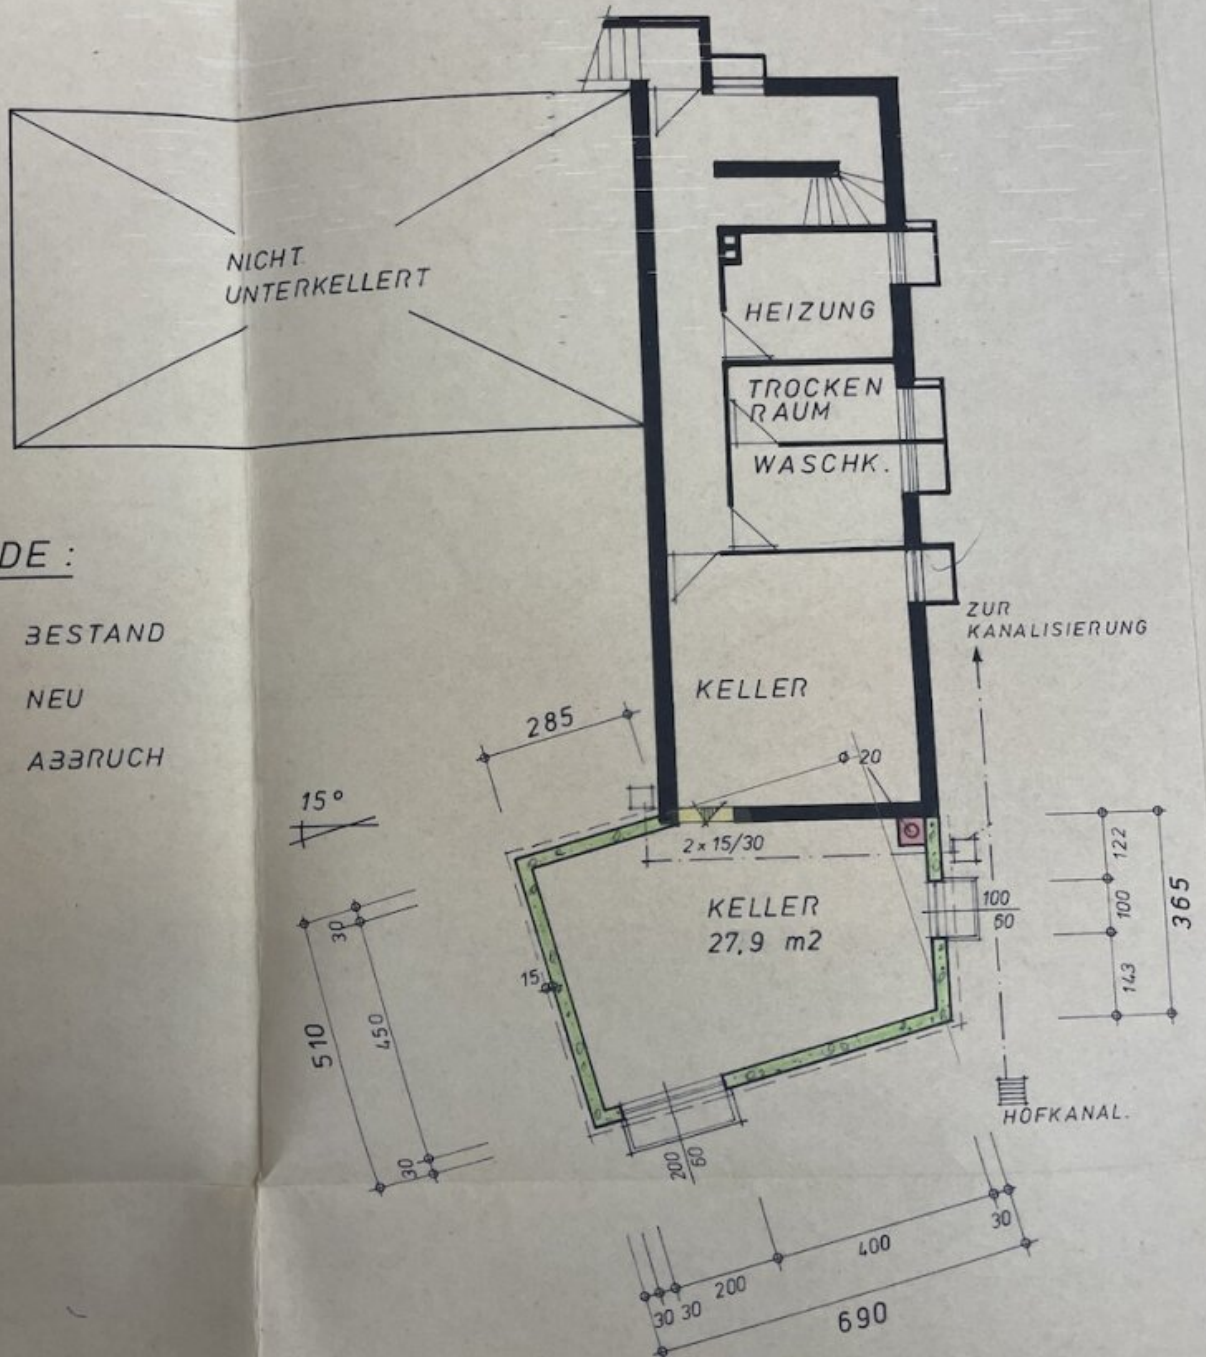 NICHT
UNTERKELLERT
HEIZUNG
TROCKEN
RAUM
WASCHK.
DE :
BESTAND
NEU
ABBRUCH
ZUR
KANALISIERUNG
KELLER
285
20
15°
2 x 15/30
KELLER
27,9 m2
100
60
122
100
143
365
30
450
30
510
15
200
60
HOFKANAL.
30
30
200
400
30
690